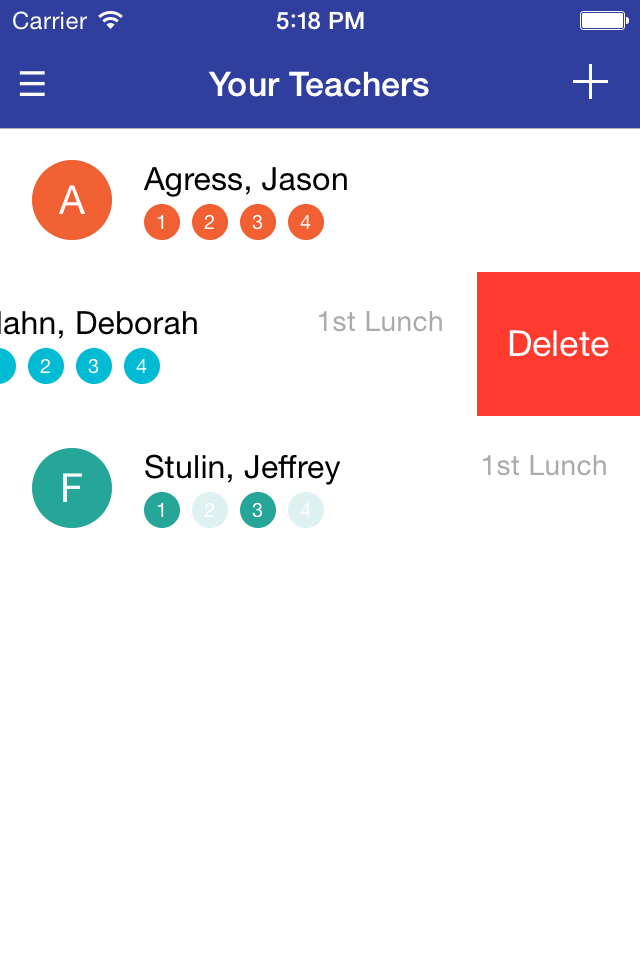 Carrier 5:18 PM
☰ Your Teachers +
A Agress, Jason
1 2 3 4
Deborah 1st Lunch Delete
2 3 4
F Stulin, Jeffrey 1st Lunch
1 2 3 4